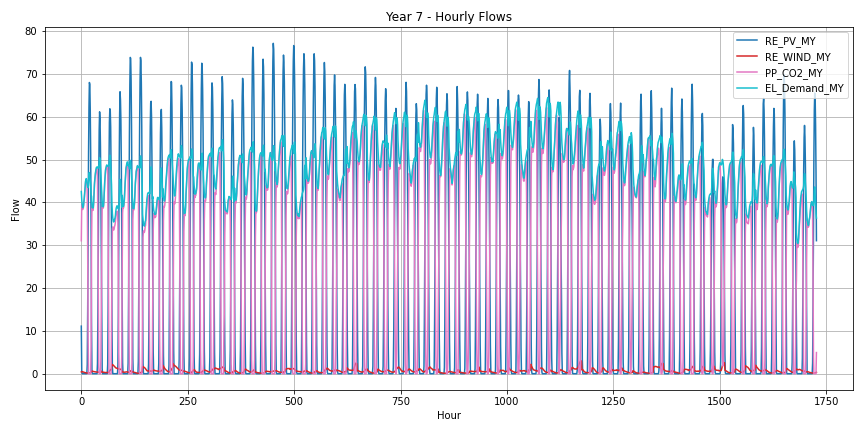 Year 7 - Hourly Flows
RE_PV_MY
RE_WIND_MY
PP_CO2_MY
EL_Demand_MY
80
70
60
50
40
30
20
10
0
Flow
0 250 500 750 1000 1250 1500 1750
Hour